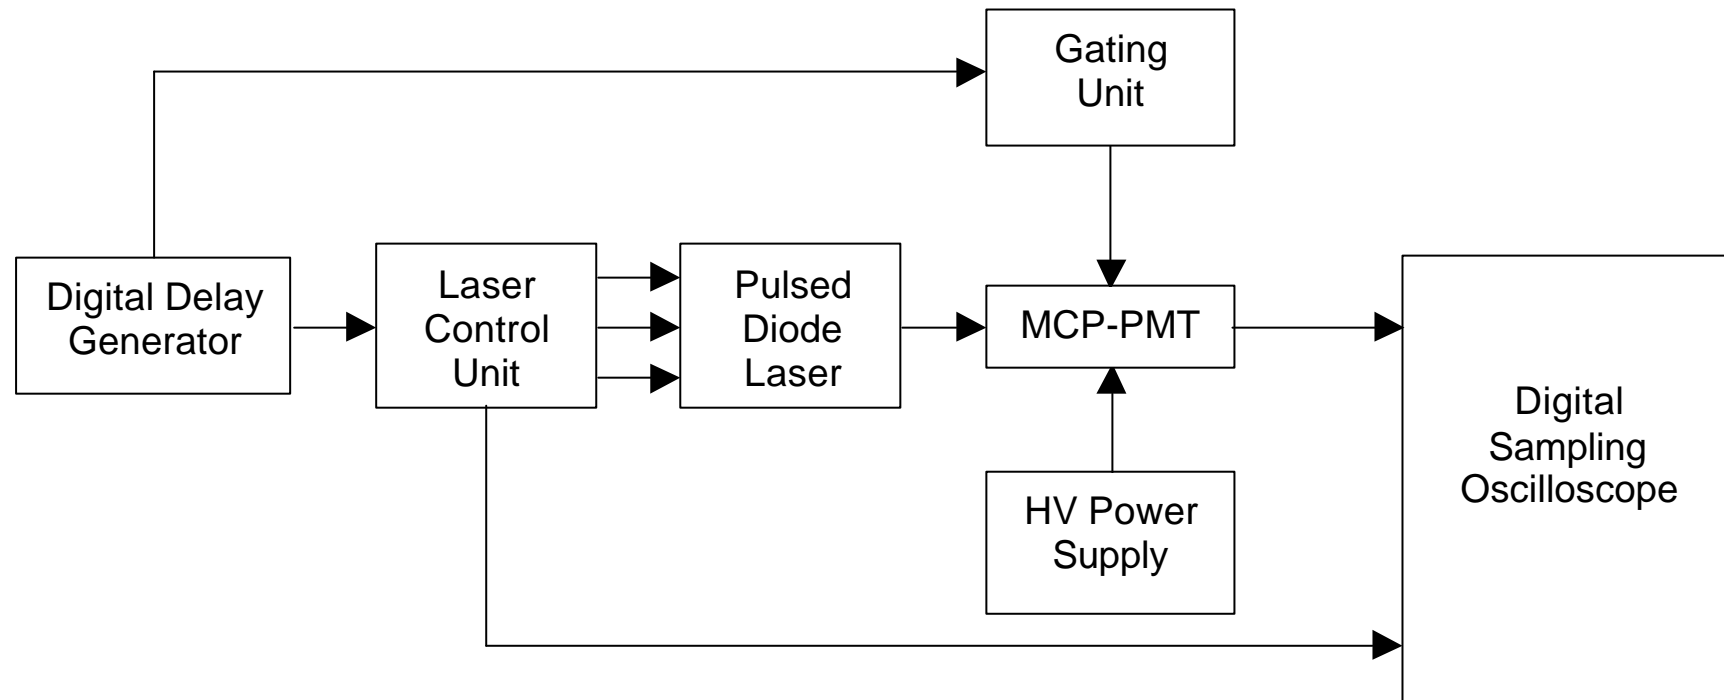 Gating
Unit
Digital Delay
Generator
Laser
Control
Unit
Pulsed
Diode
Laser
MCP-PMT
HV Power
Supply
Digital
Sampling
Oscilloscope